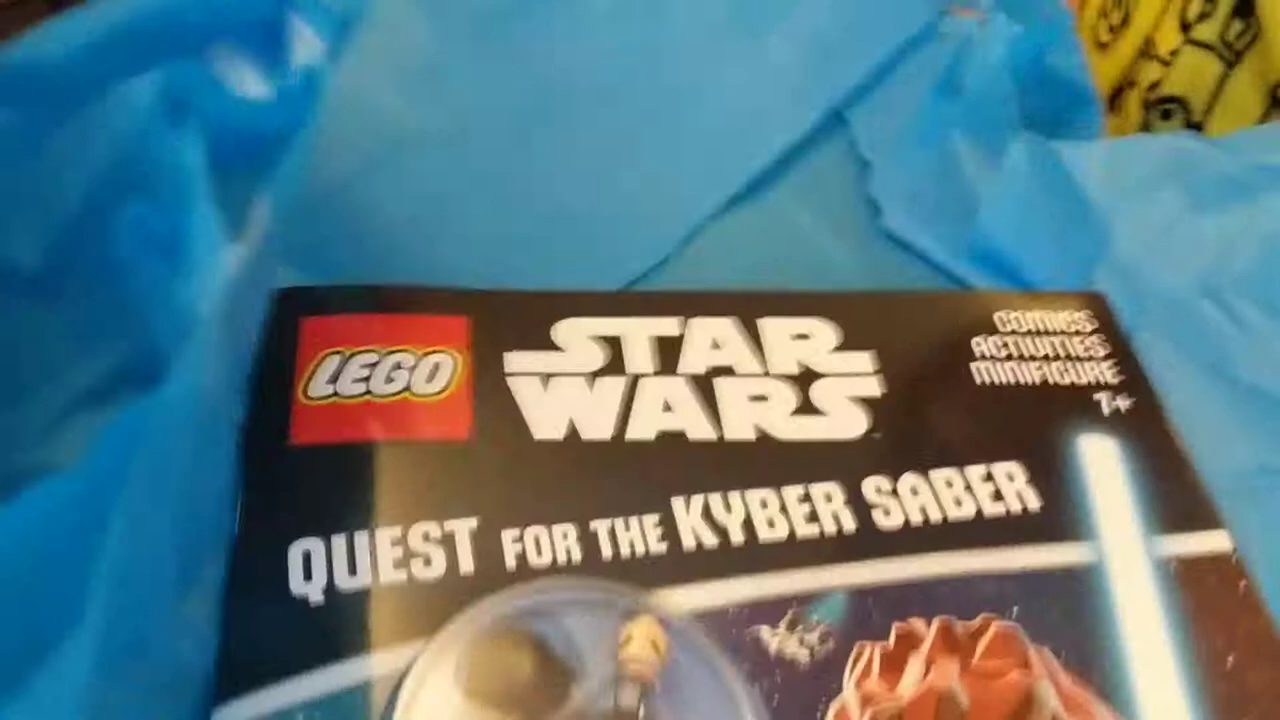 LEGO
STAR
WARS
COMICS
ACTIVITIES
MINIFIGURE
7+
QUEST FOR THE KYBER SABER